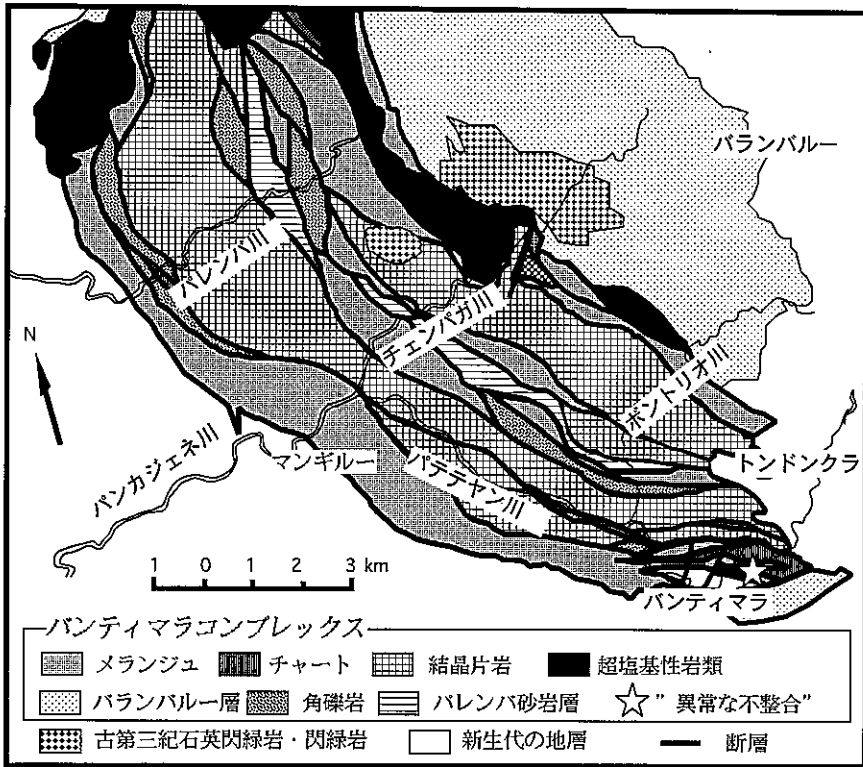 バランバルー
パレンバ川
チェンパガ川
N
ボントリオ川
トンドンクラ
パンカジェネ川
マンギルー
パテテヤン川
1 0 1 2 3 km
バンティマラ
バンティマラコンプレックス
メランジュ チャート 結晶片岩 超塩基性岩類
バランバルー層 角礫岩 パレンバ砂岩層 ”異常な不整合”
古第三紀石英閃緑岩・閃緑岩 新生代の地層 断層